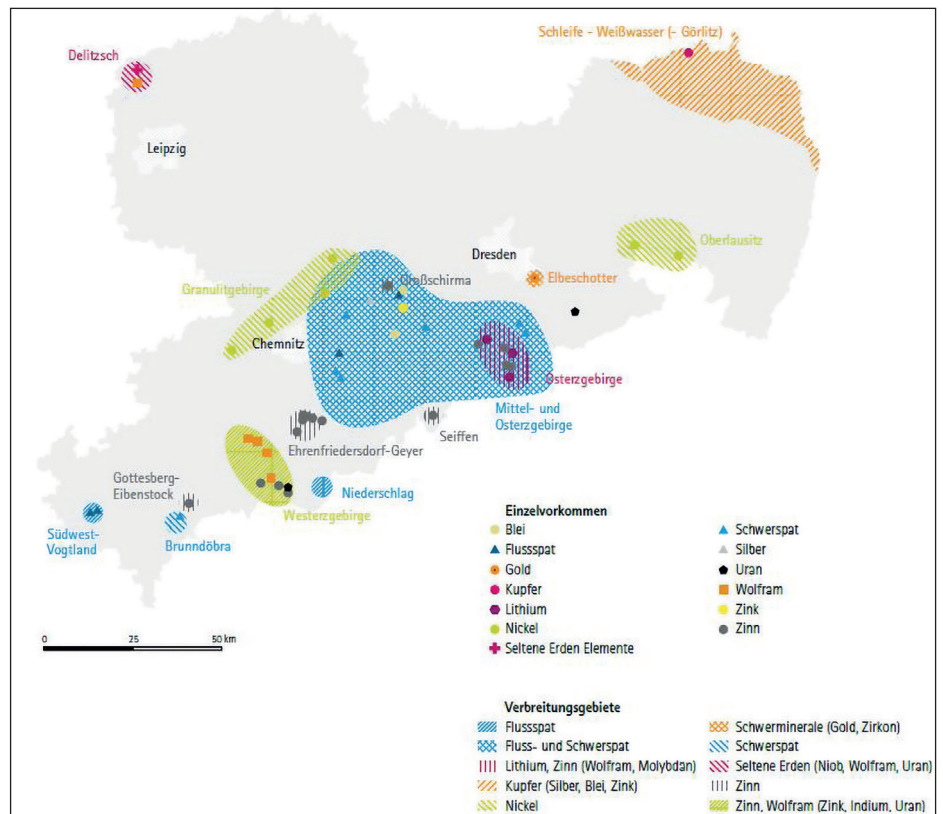 Schleife - Weißwasser (- Görlitz)
Delitzsch
Leipzig
Dresden
Oberlausitz
Großschirma
Elbeschotter
Granulitgebirge
Chemnitz
Osterzgebirge
Mittel- und
Osterzgebirge
Seiffen
Ehrenfriedersdorf-Geyer
Gottesberg-
Eibenstock
Niederschlag
Westerzgebirge
Südwest-
Vogtland
Brunndöbra
0 25 50 km
Einzelvorkommen
Blei
Flussspat
Gold
Kupfer
Lithium
Nickel
Seltene Erden Elemente
Schwerspat
Silber
Uran
Wolfram
Zink
Zinn
Verbreitungsgebiete
Flussspat
Fluss- und Schwerspat
Lithium, Zinn (Wolfram, Molybdan)
Kupfer (Silber, Blei, Zink)
Nickel
Schwerminerale (Gold, Zirkon)
Schwerspat
Seltene Erden (Niob, Wolfram, Uran)
Zinn
Zinn, Wolfram (Zink, Indium, Uran)